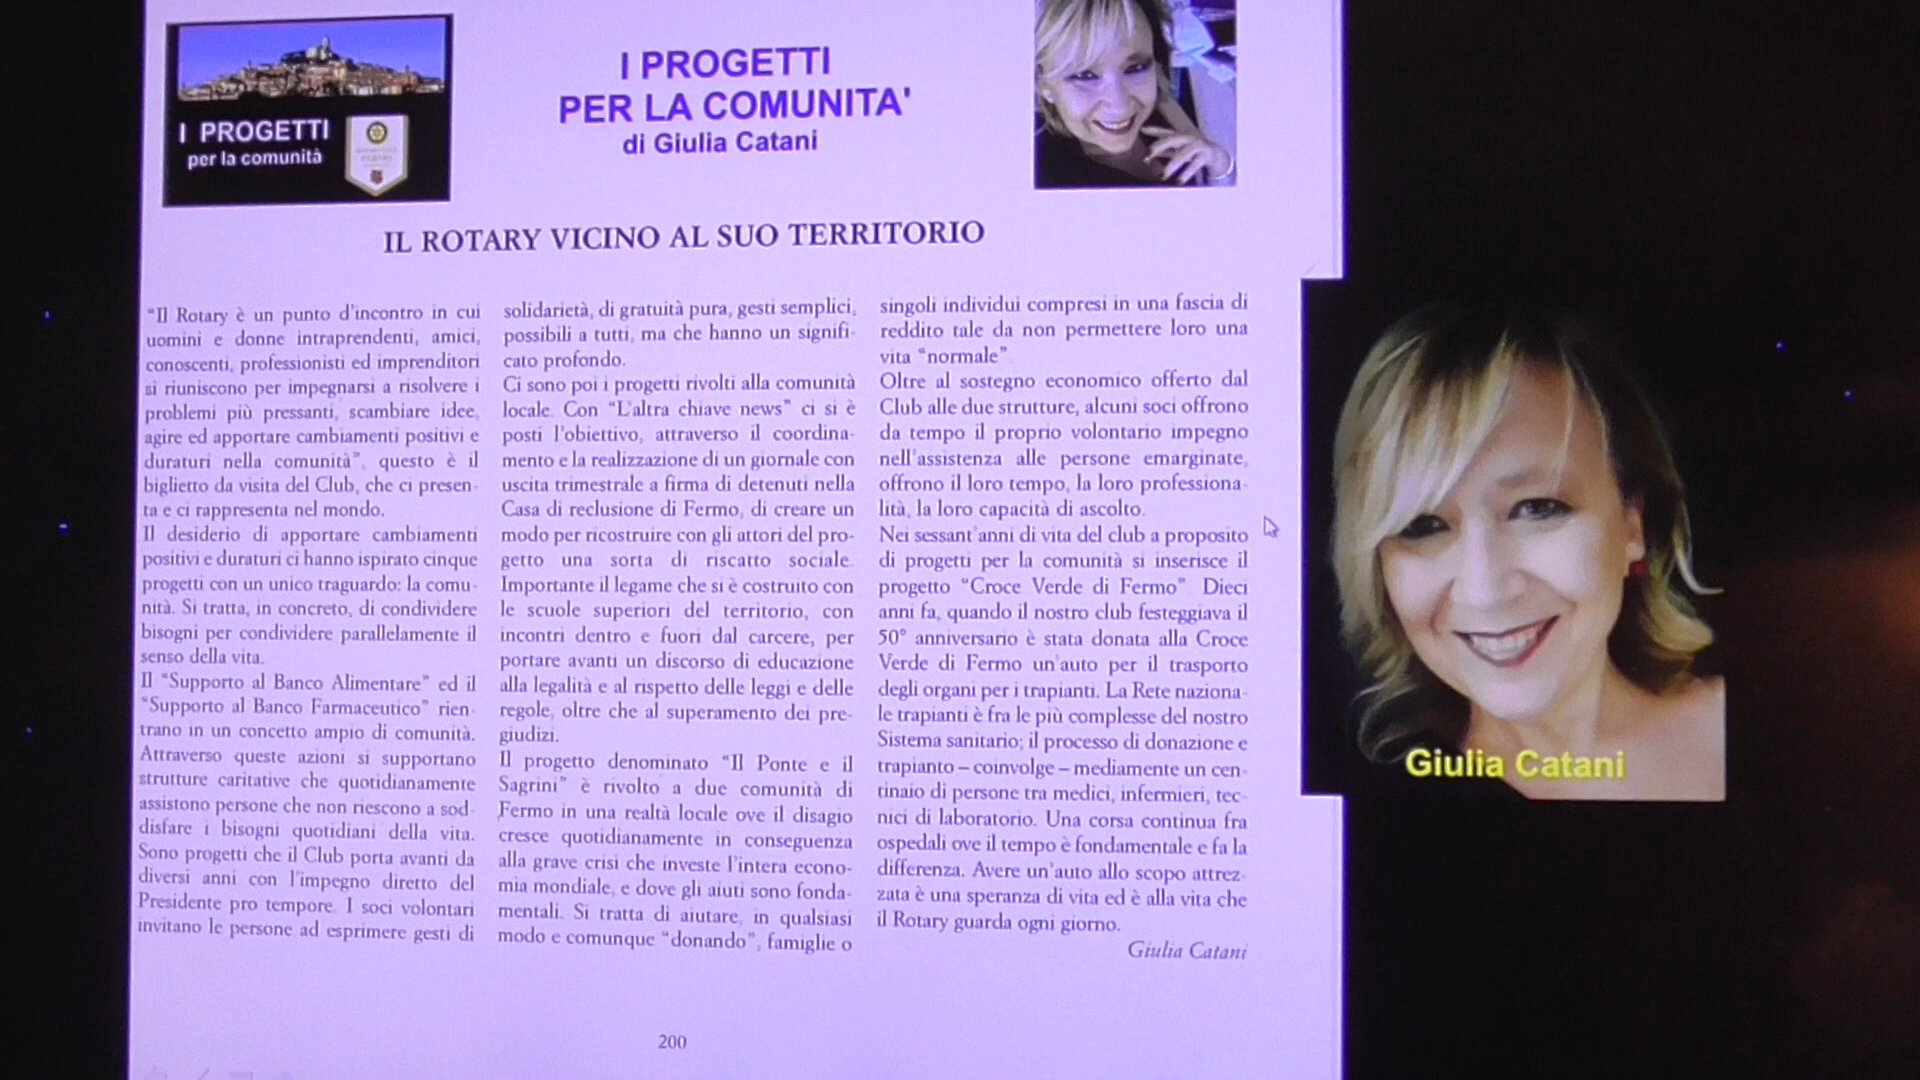 I PROGETTI
per la comunità
I PROGETTI
PER LA COMUNITA'
di Giulia Catani
IL ROTARY VICINO AL SUO TERRITORIO
“Il Rotary è un punto d'incontro in cui
uomini e donne intraprendenti, amici,
conoscenti, professionisti ed imprenditori
si riuniscono per impegnarsi a risolvere i
problemi più pressanti, scambiare idee,
agire ed apportare cambiamenti positivi e
duraturi nella comunità”, questo è il
biglietto da visita del Club, che ci presen-
ta e ci rappresenta nel mondo.
Il desiderio di apportare cambiamenti
positivi e duraturi ci hanno ispirato cinque
progetti con un unico traguardo: la comu-
nità. Si tratta, in concreto, di condividere
bisogni per condividere parallelamente il
senso della vita.
Il “Supporto al Banco Alimentare” ed il
“Supporto al Banco Farmaceutico” rien-
trano in un concetto ampio di comunità.
Attraverso queste azioni si supportano
strutture caritative che quotidianamente
assistono persone che non riescono a sod-
disfare i bisogni quotidiani della vita.
Sono progetti che il Club porta avanti da
diversi anni con l'impegno diretto del
Presidente pro tempore. I soci volontari
invitano le persone ad esprimere gesti di
solidarietà, di gratuità pura, gesti semplici,
possibili a tutti, ma che hanno un signifi-
cato profondo.
Ci sono poi i progetti rivolti alla comunità
locale. Con “L'altra chiave news” ci si è
posti l'obiettivo, attraverso il coordina-
mento e la realizzazione di un giornale con
uscita trimestrale a firma di detenuti nella
Casa di reclusione di Fermo, di creare un
modo per ricostruire con gli attori del pro-
getto una sorta di riscatto sociale.
Importante il legame che si è costruito con
le scuole superiori del territorio, con
incontri dentro e fuori dal carcere, per
portare avanti un discorso di educazione
alla legalità e al rispetto delle leggi e delle
regole, oltre che al superamento dei pre-
giudizi.
Il progetto denominato “Il Ponte e il
Sagrini” è rivolto a due comunità di
Fermo in una realtà locale ove il disagio
cresce quotidianamente in conseguenza
alla grave crisi che investe l'intera econo-
mia mondiale, e dove gli aiuti sono fonda-
mentali. Si tratta di aiutare, in qualsiasi
modo e comunque “donando”, famiglie o
singoli individui compresi in una fascia di
reddito tale da non permettere loro una
vita “normale”.
Oltre al sostegno economico offerto dal
Club alle due strutture, alcuni soci offrono
da tempo il proprio volontario impegno
nell'assistenza alle persone emarginate,
offrono il loro tempo, la loro professiona-
lità, la loro capacità di ascolto.
Nei sessant'anni di vita del club a proposito
di progetti per la comunità si inserisce il
progetto “Croce Verde di Fermo”. Dieci
anni fa, quando il nostro club festeggiava il
50° anniversario è stata donata alla Croce
Verde di Fermo un'auto per il trasporto
degli organi per i trapianti. La Rete naziona-
le trapianti è fra le più complesse del nostro
Sistema sanitario; il processo di donazione e
trapianto – coinvolge – mediamente un cen-
tinaio di persone tra medici, infermieri, tec-
nici di laboratorio. Una corsa continua fra
ospedali ove il tempo è fondamentale e fa la
differenza. Avere un'auto allo scopo attrez-
zata è una speranza di vita ed è alla vita che
il Rotary guarda ogni giorno.
Giulia Catani
Giulia Catani
200